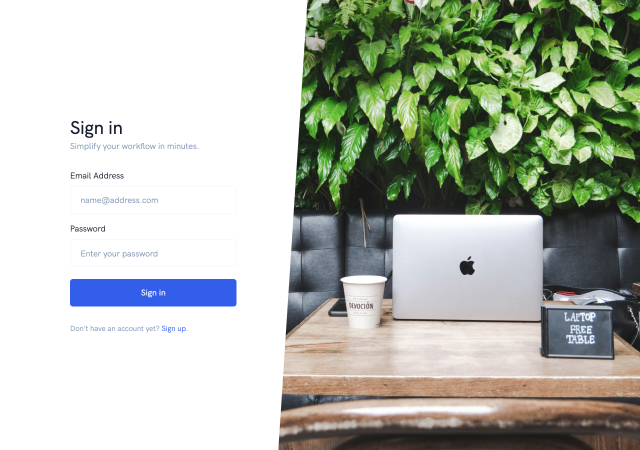 Sign in
Simplify your workflow in minutes.
Email Address
name@address.com
Password
Enter your password
Sign in
Don't have an account yet? Sign up.
DEVOCIÓN
LAPTOP
FREE
TABLE